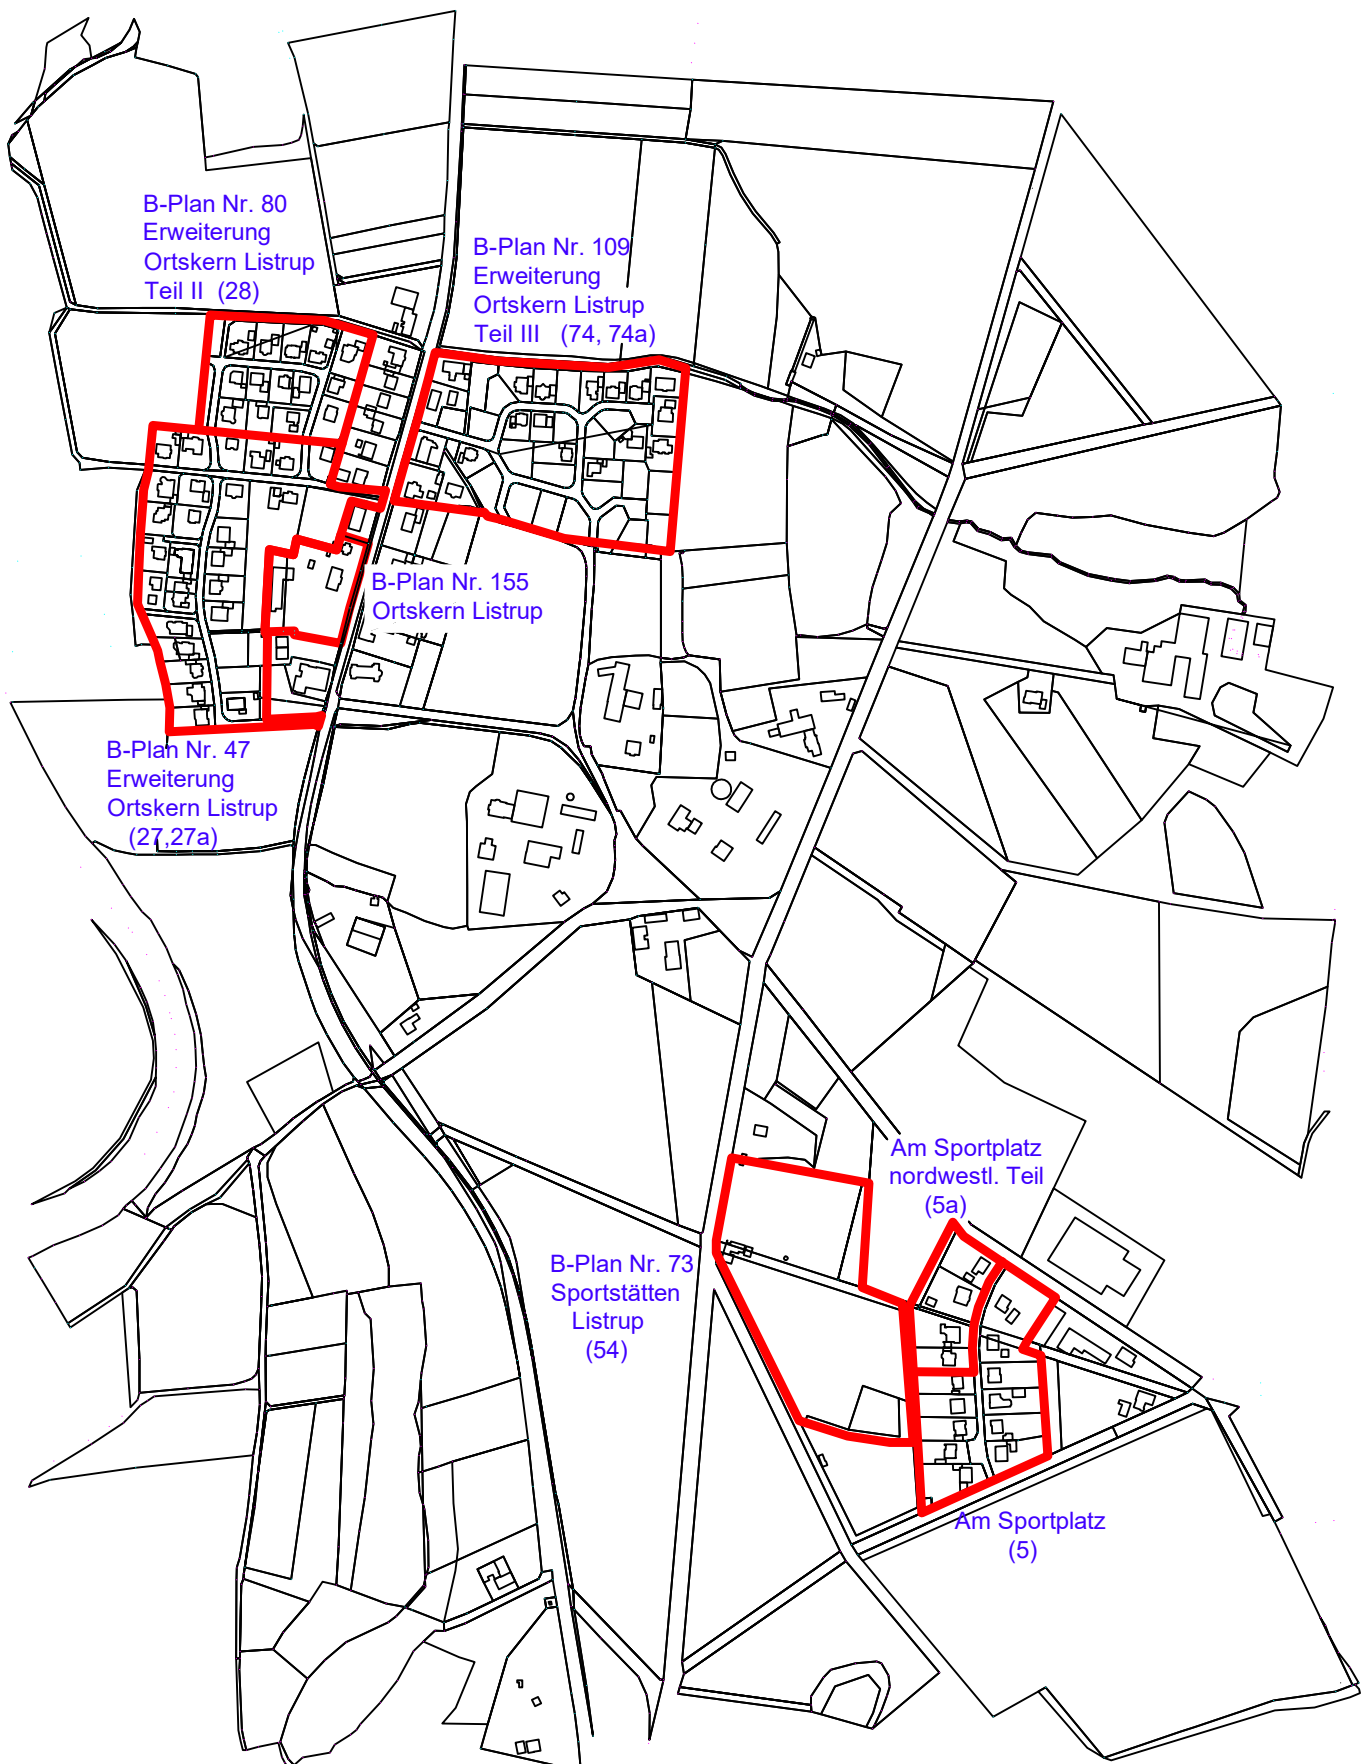 B-Plan Nr. 80
Erweiterung
Ortskern Listrup
Teil II (28)
B-Plan Nr. 109
Erweiterung
Ortskern Listrup
Teil III (74, 74a)
B-Plan Nr. 155
Ortskern Listrup
B-Plan Nr. 47
Erweiterung
Ortskern Listrup
(27,27a)
Am Sportplatz
nordwestl. Teil
(5a)
B-Plan Nr. 73
Sportstätten
Listrup
(54)
Am Sportplatz
(5)